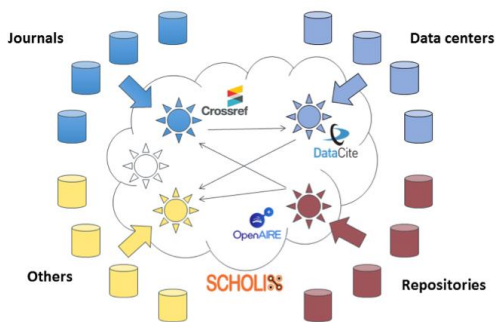 Journals
Data centers
Crossref
DataCite
OpenAIRE
Others
SCHOLIX
Repositories